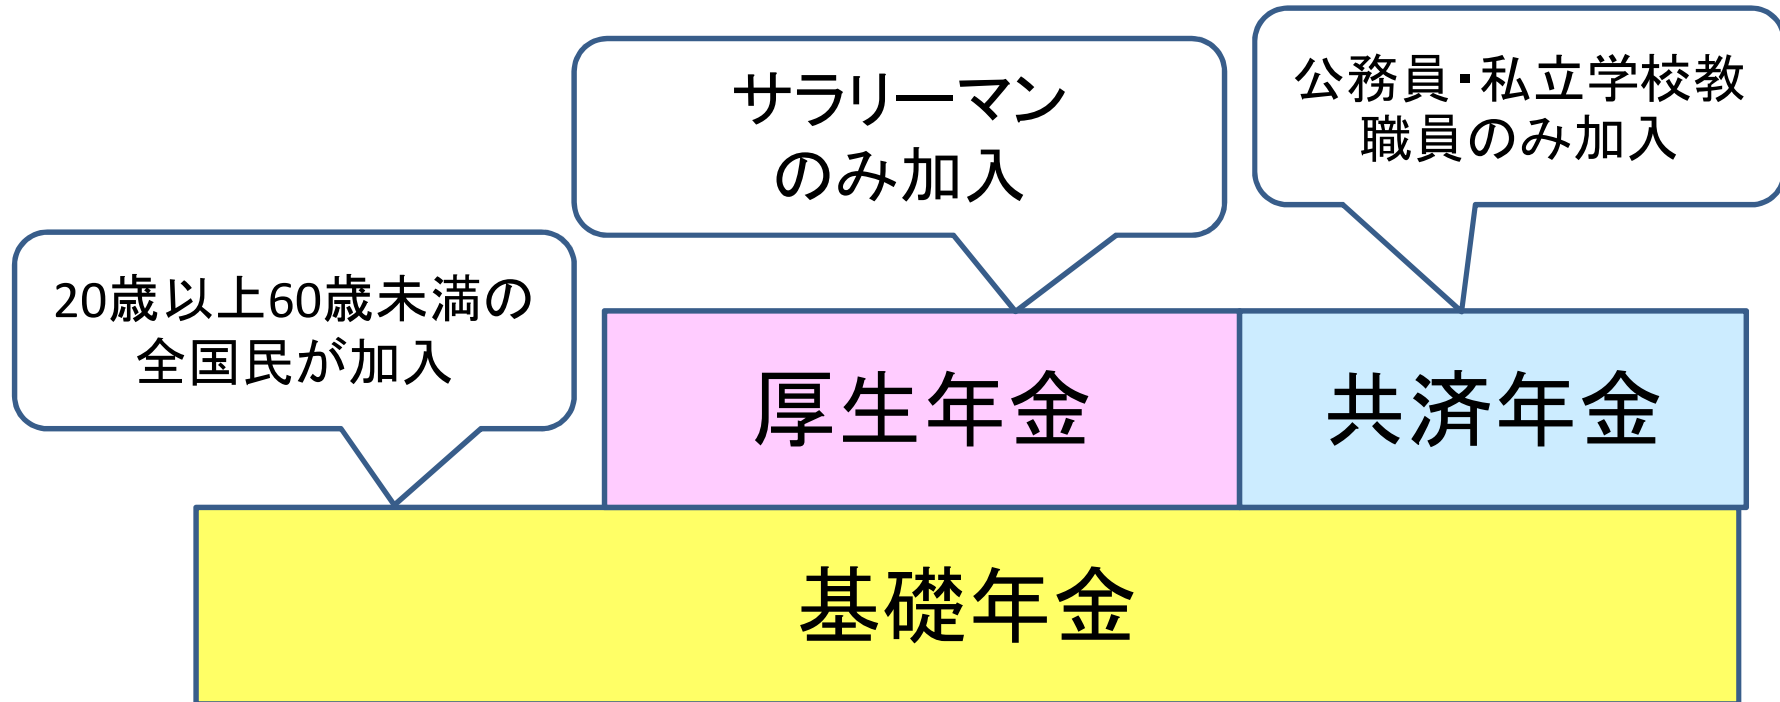 サラリーマン
のみ加入
公務員・私立学校教
職員のみ加入
20歳以上60歳未満の
全国民が加入
厚生年金
共済年金
基礎年金